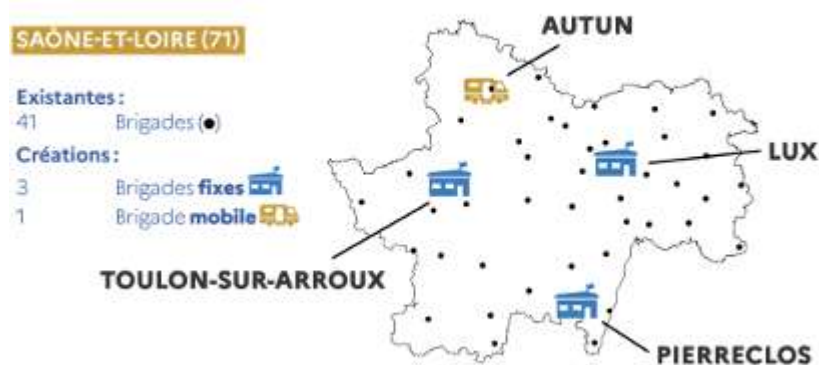 SAÔNE-ET-LOIRE (71)
Existantes :
41 Brigades (●)
Créations :
3 Brigades fixes
1 Brigade mobile
AUTUN
LUX
TOULON-SUR-ARROUX
PIERRECLOS